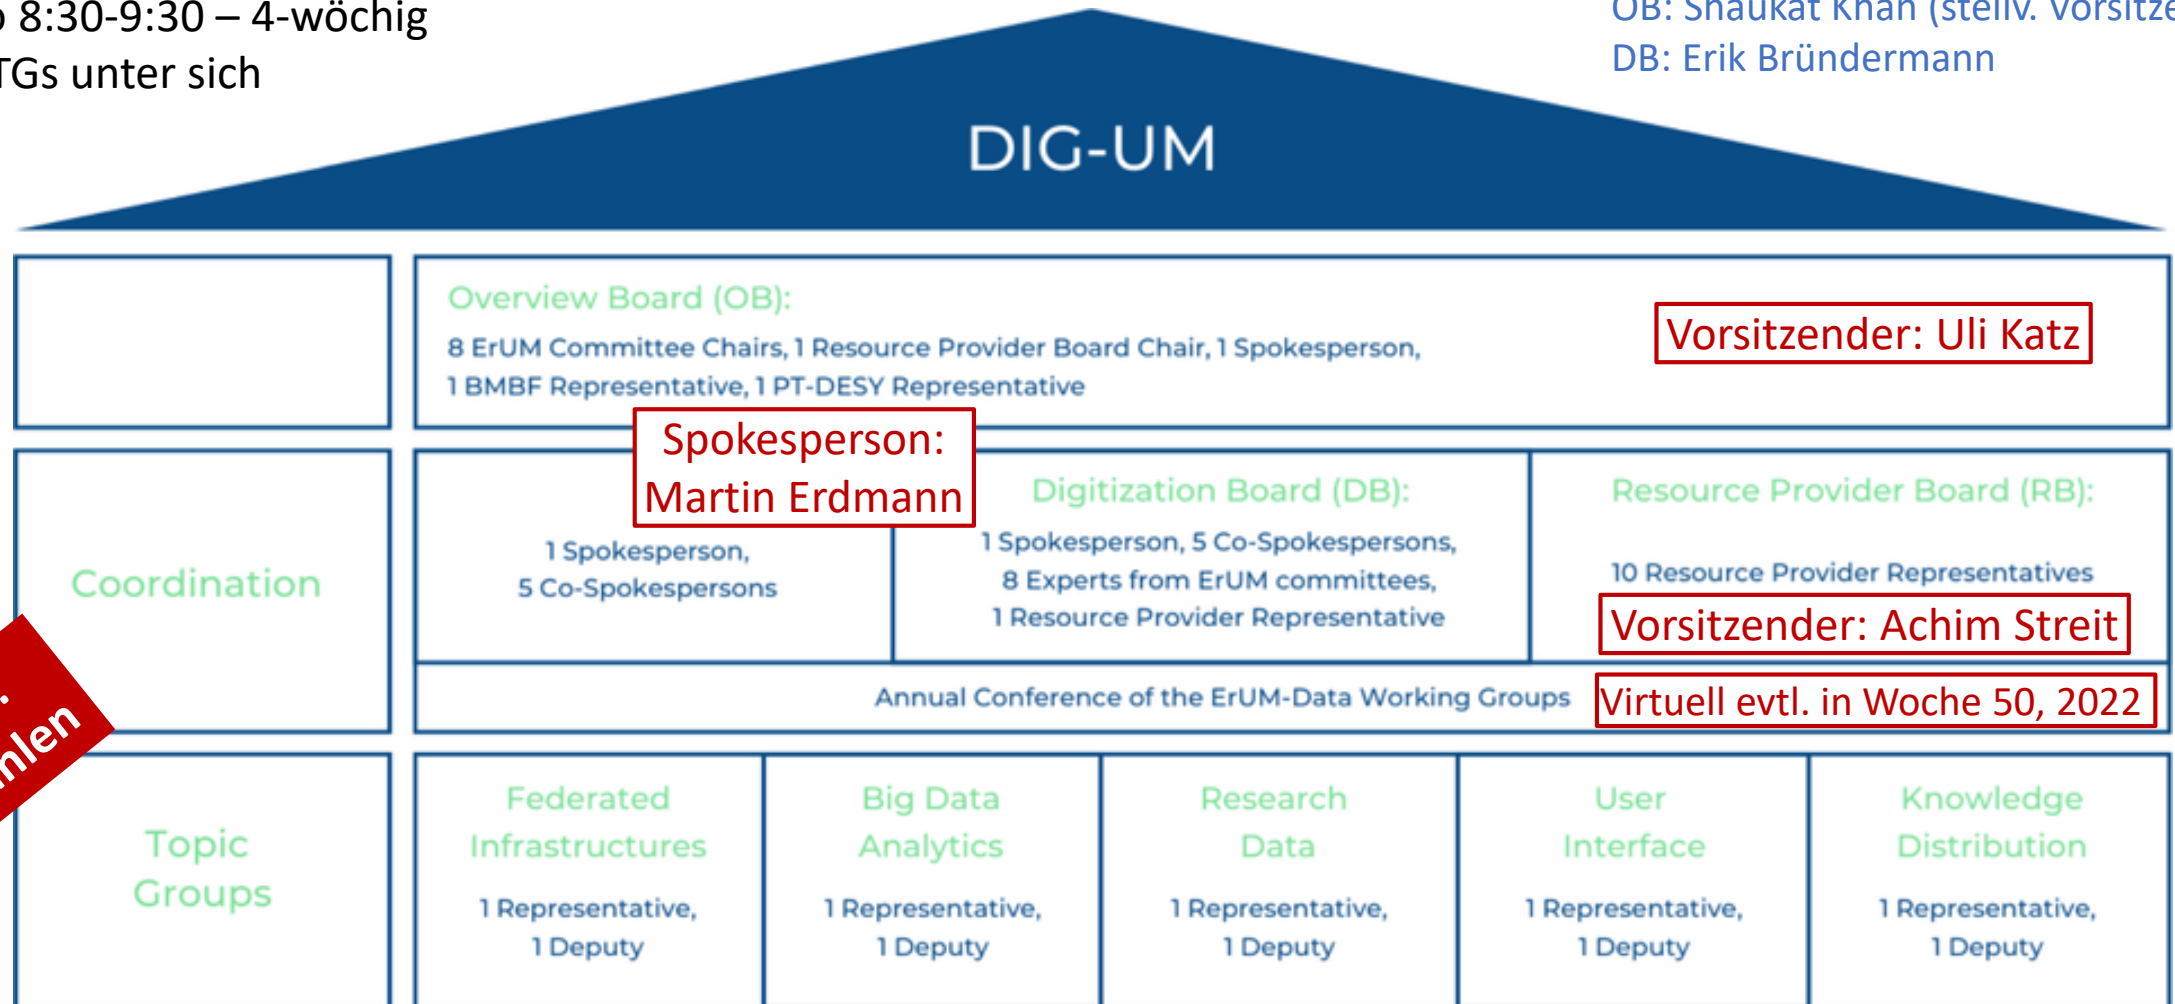 8:30-9:30 – 4-wöchig
TGs unter sich
OB: Shaukat Khan (stellv.
DB: Erik Bründermann
DIG-UM
Overview Board (OB):
8 ErUM Committee Chairs, 1 Resource Provider Board Chair, 1 Spokesperson,
1 BMBF Representative, 1 PT-DESY Representative
Vorsitzender: Uli Katz
Coordination
Spokesperson:
Martin Erdmann
1 Spokesperson,
5 Co-Spokespersons
Digitization Board (DB):
1 Spokesperson, 5 Co-Spokespersons,
8 Experts from ErUM committees,
1 Resource Provider Representative
Resource Provider Board (RB):
10 Resource Provider Representatives
Vorsitzender: Achim Streit
Annual Conference of the ErUM-Data Working Groups
Virtuell evtl. in Woche 50, 2022
Topic
Groups
Federated
Infrastructures
1 Representative,
1 Deputy
Big Data
Analytics
1 Representative,
1 Deputy
Research
Data
1 Representative,
1 Deputy
User
Interface
1 Representative,
1 Deputy
Knowledge
Distribution
1 Representative,
1 Deputy